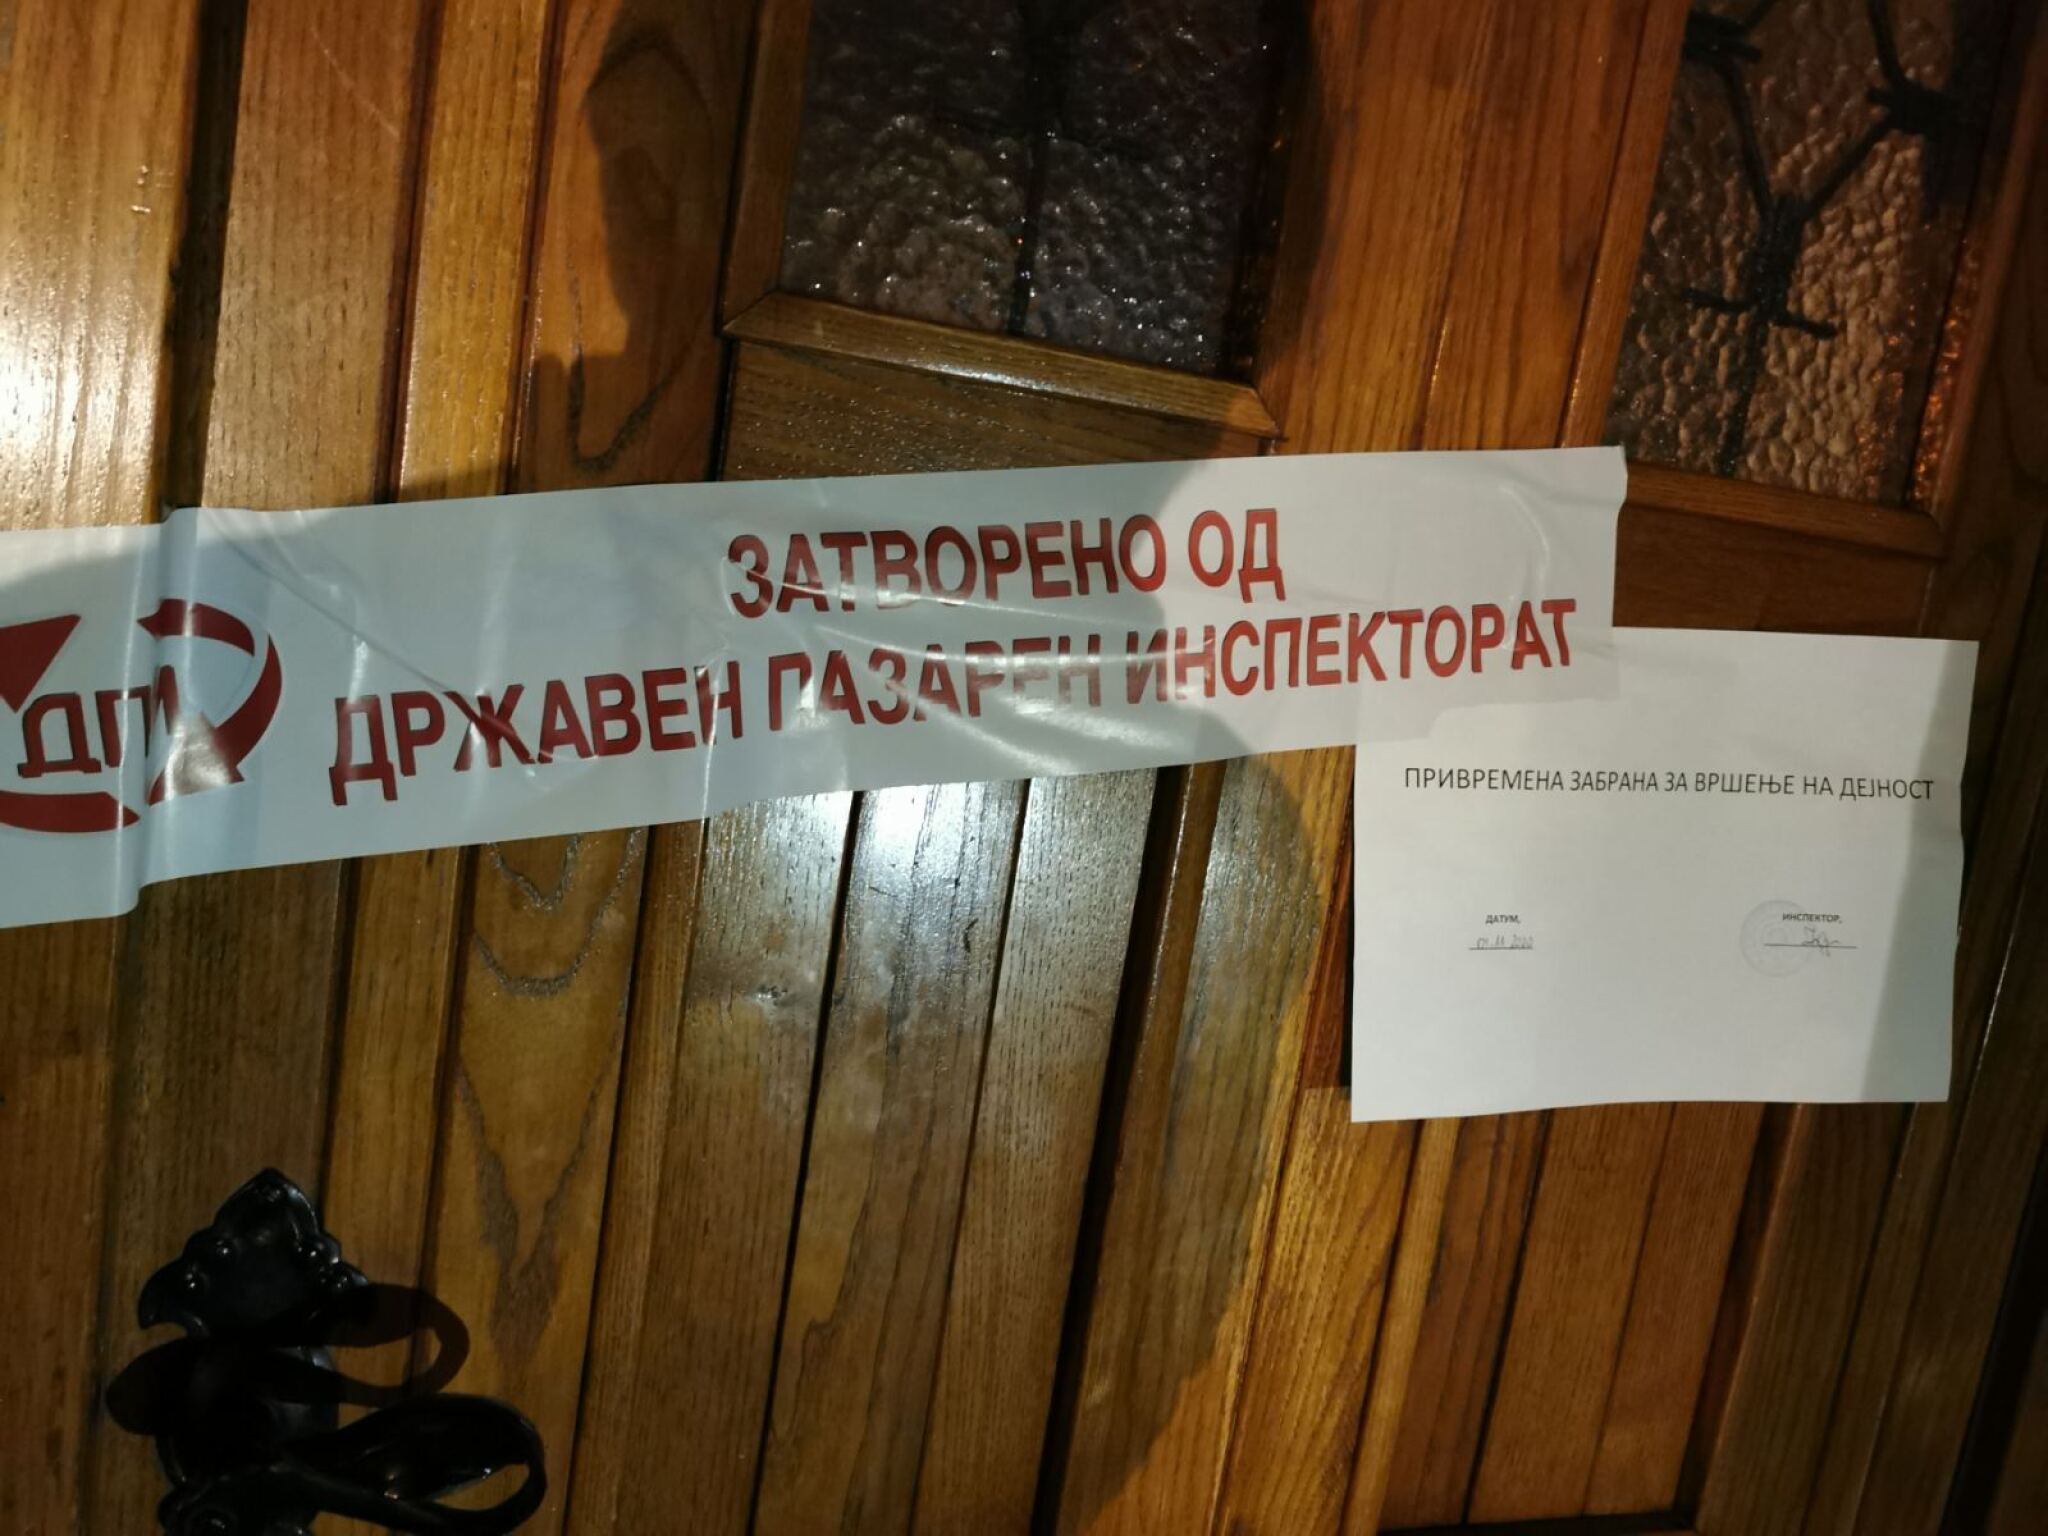 ЗАТВОРЕНО ОД
ДРЖАВЕН ПАЗАРЕН ИНСПЕКТОРАТ
ДПИ
ПРИВРЕМЕНА ЗАБРАНА ЗА ВРШЕЊЕ НА ДЕЈНОСТ
ДАТУМ,
ИНСПЕКТОР,